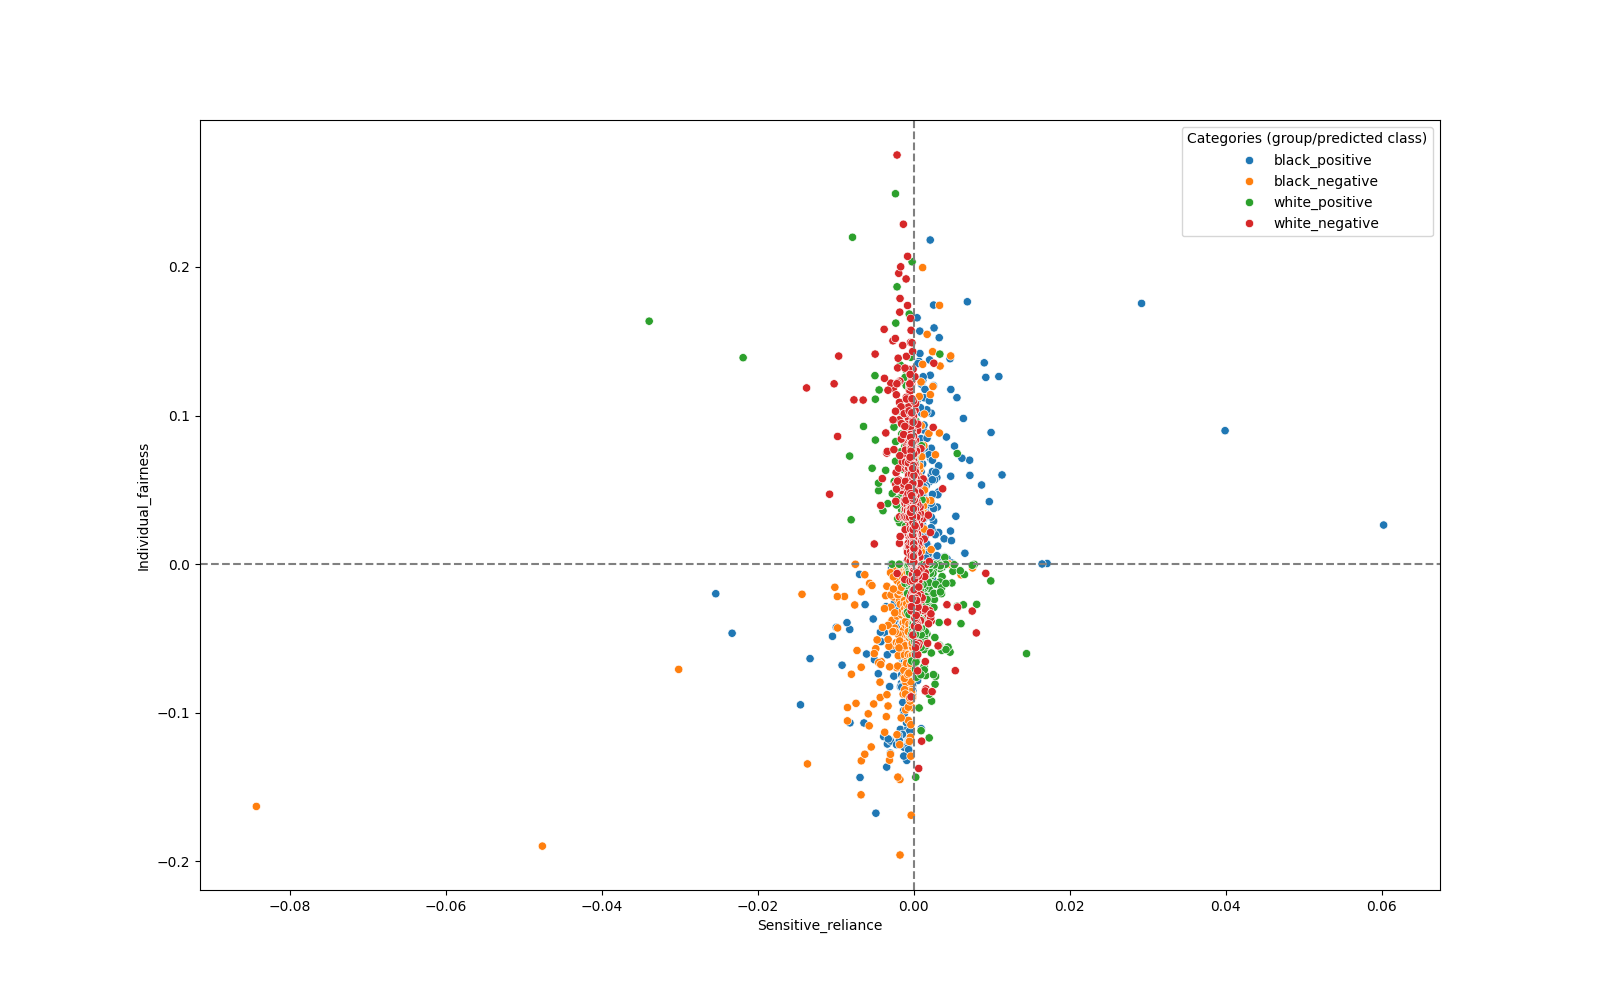 Categories (group/predicted class)
black_positive
black_negative
white_positive
white_negative
Individual_fairness
0.2
0.1
0.0
−0.1
−0.2
−0.08
−0.06
−0.04
−0.02
0.00
0.02
0.04
0.06
Sensitive_reliance